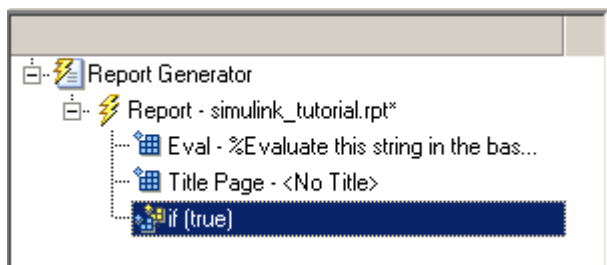 Report Generator
Report - simulink_tutorial.rpt*
Eval - %Evaluate this string in the bas...
Title Page - <No Title>
if (true)